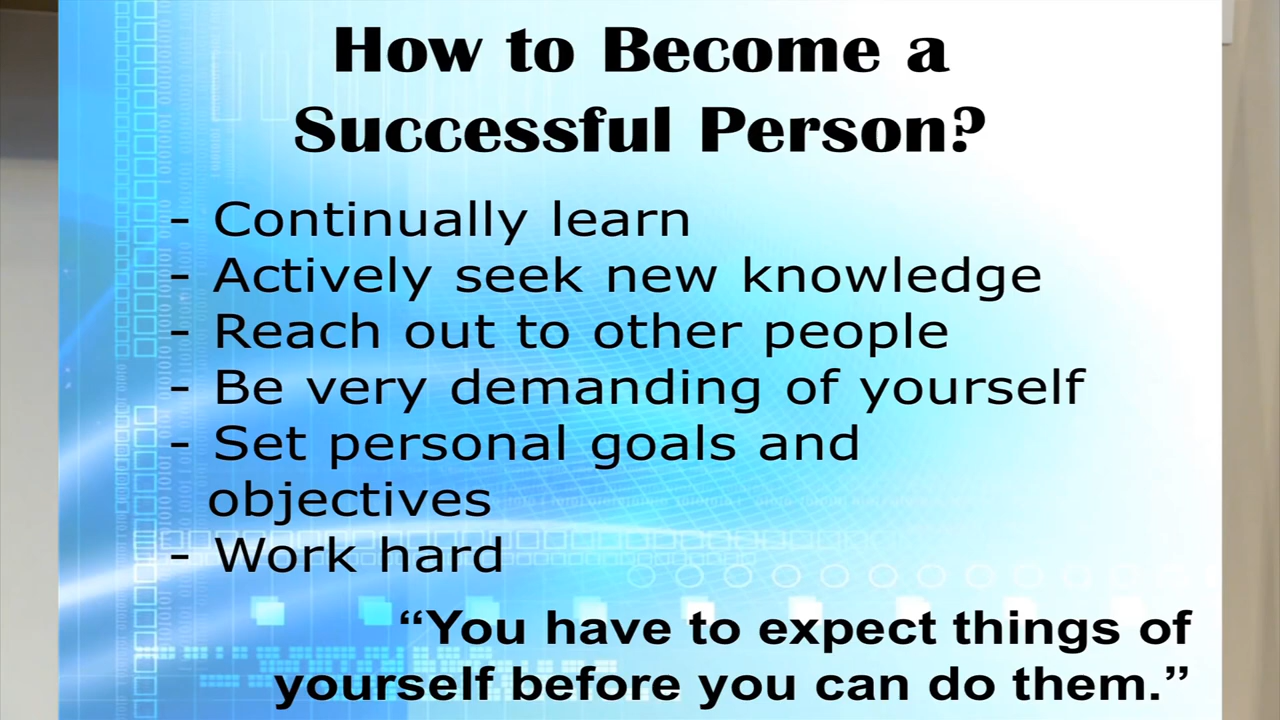 How to Become a
Successful Person?
- Continually learn
- Actively seek new knowledge
- Reach out to other people
- Be very demanding of yourself
- Set personal goals and
objectives
- Work hard
“You have to expect things of
yourself before you can do them.”